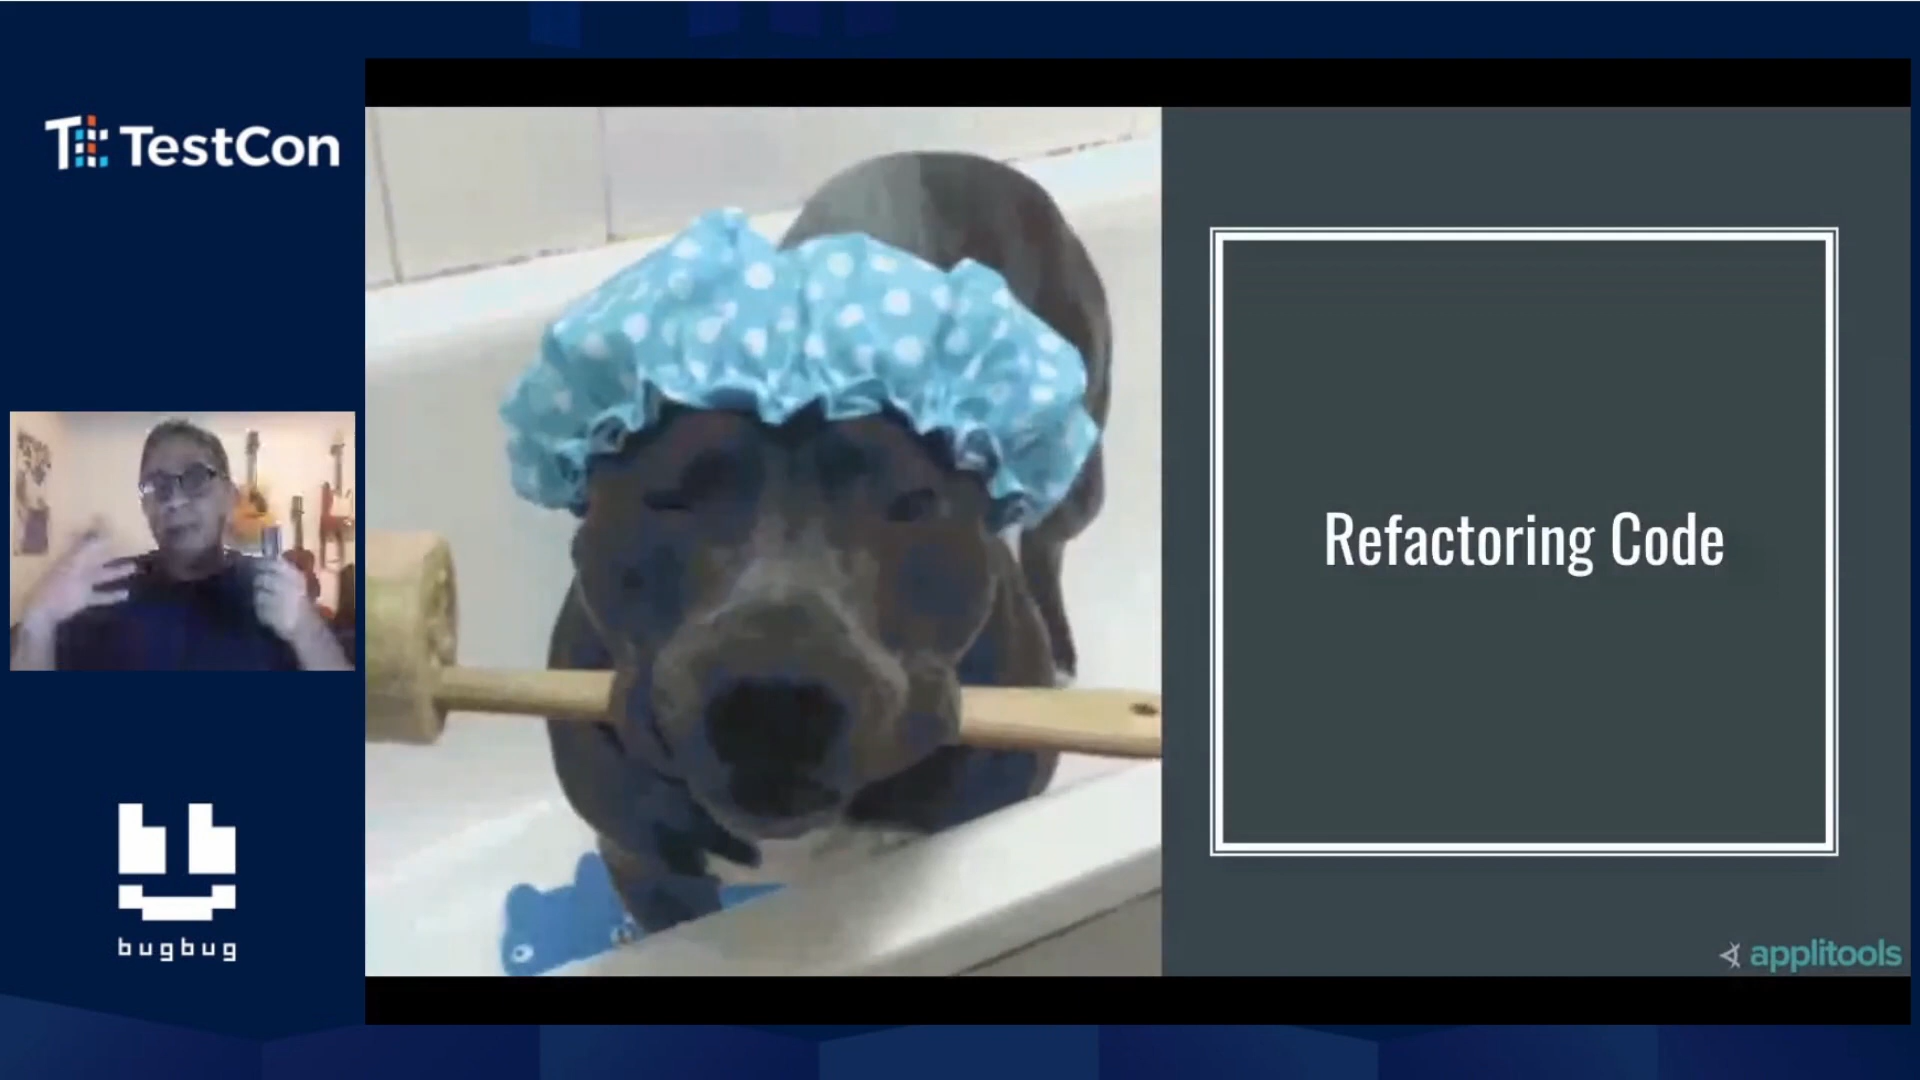 TestCon
bugbug
Refactoring Code
applitools